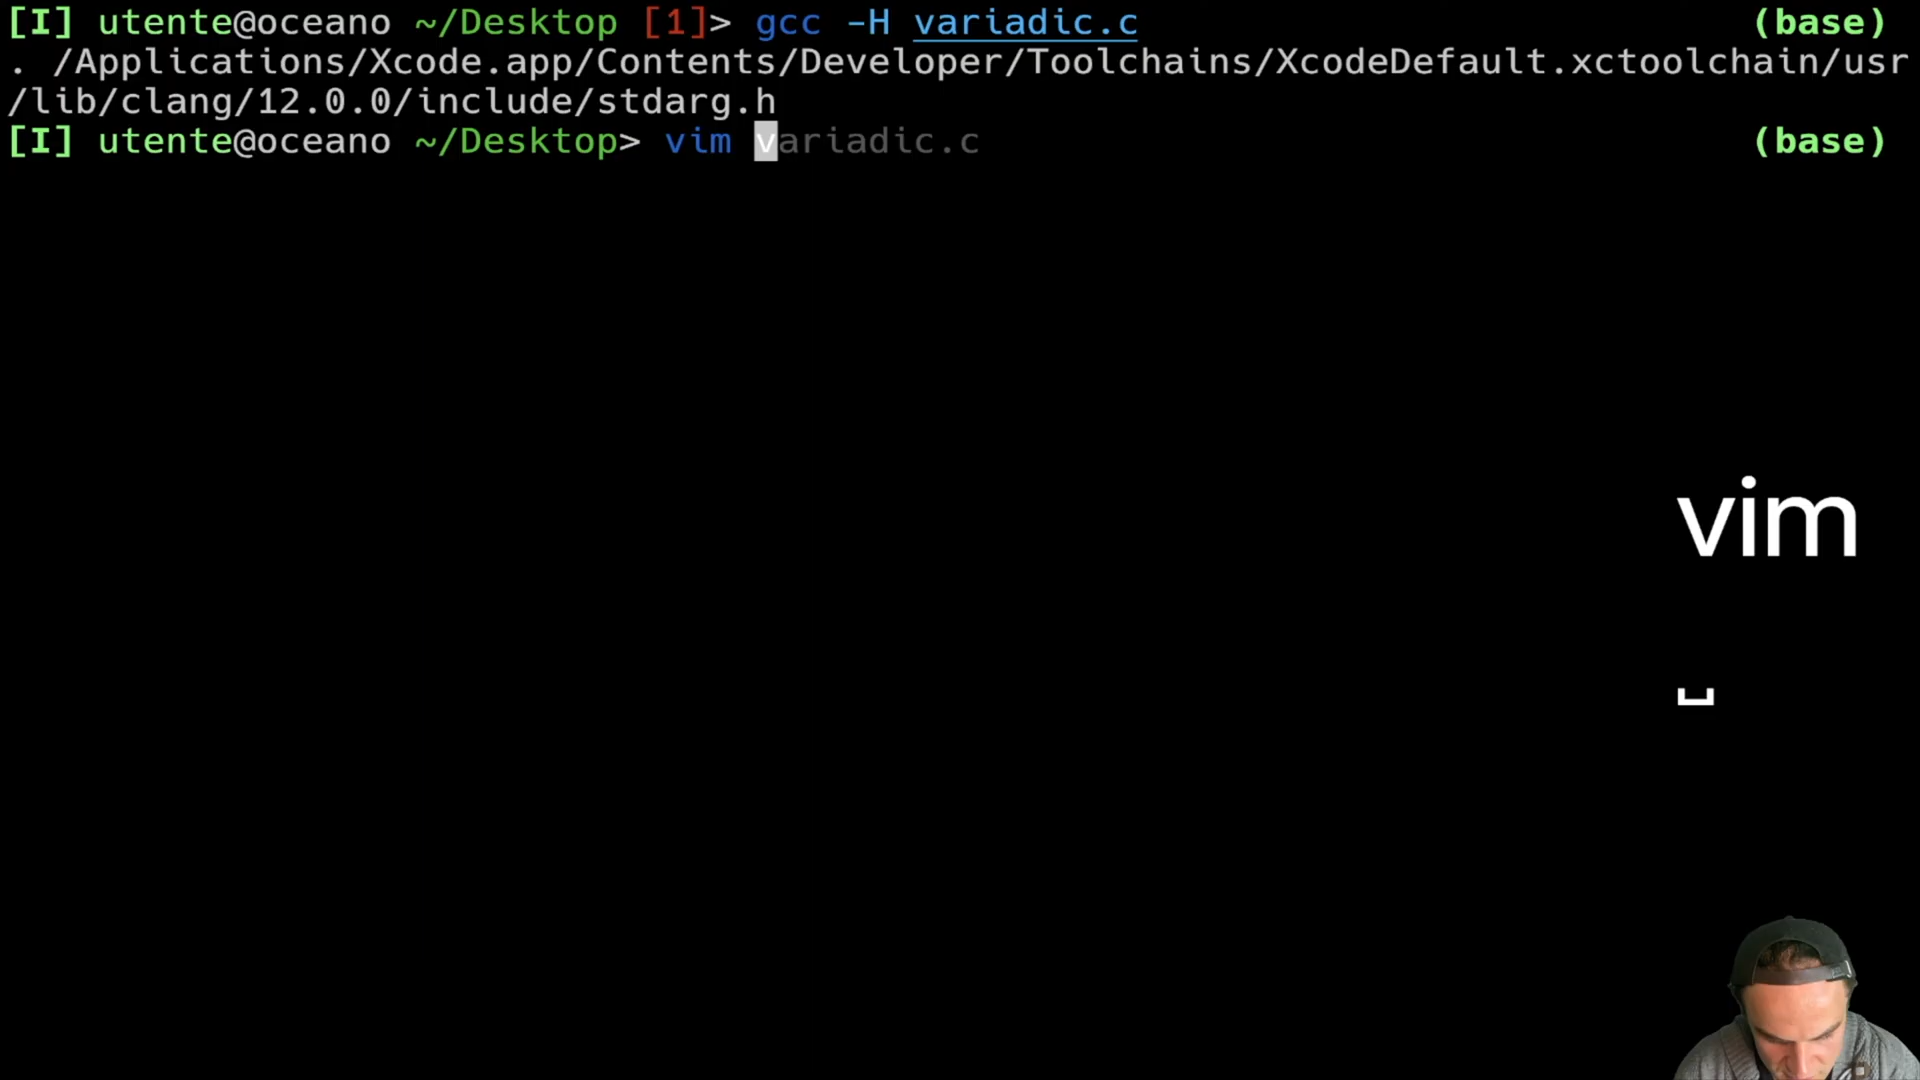 [I] utente@oceano ~/Desktop [1]> gcc -H variadic.c (base)
. /Applications/Xcode.app/Contents/Developer/Toolchains/XcodeDefault.xctoolchain/usr
/lib/clang/12.0.0/include/stdarg.h
[I] utente@oceano ~/Desktop> vim variadic.c (base)
vim
␣